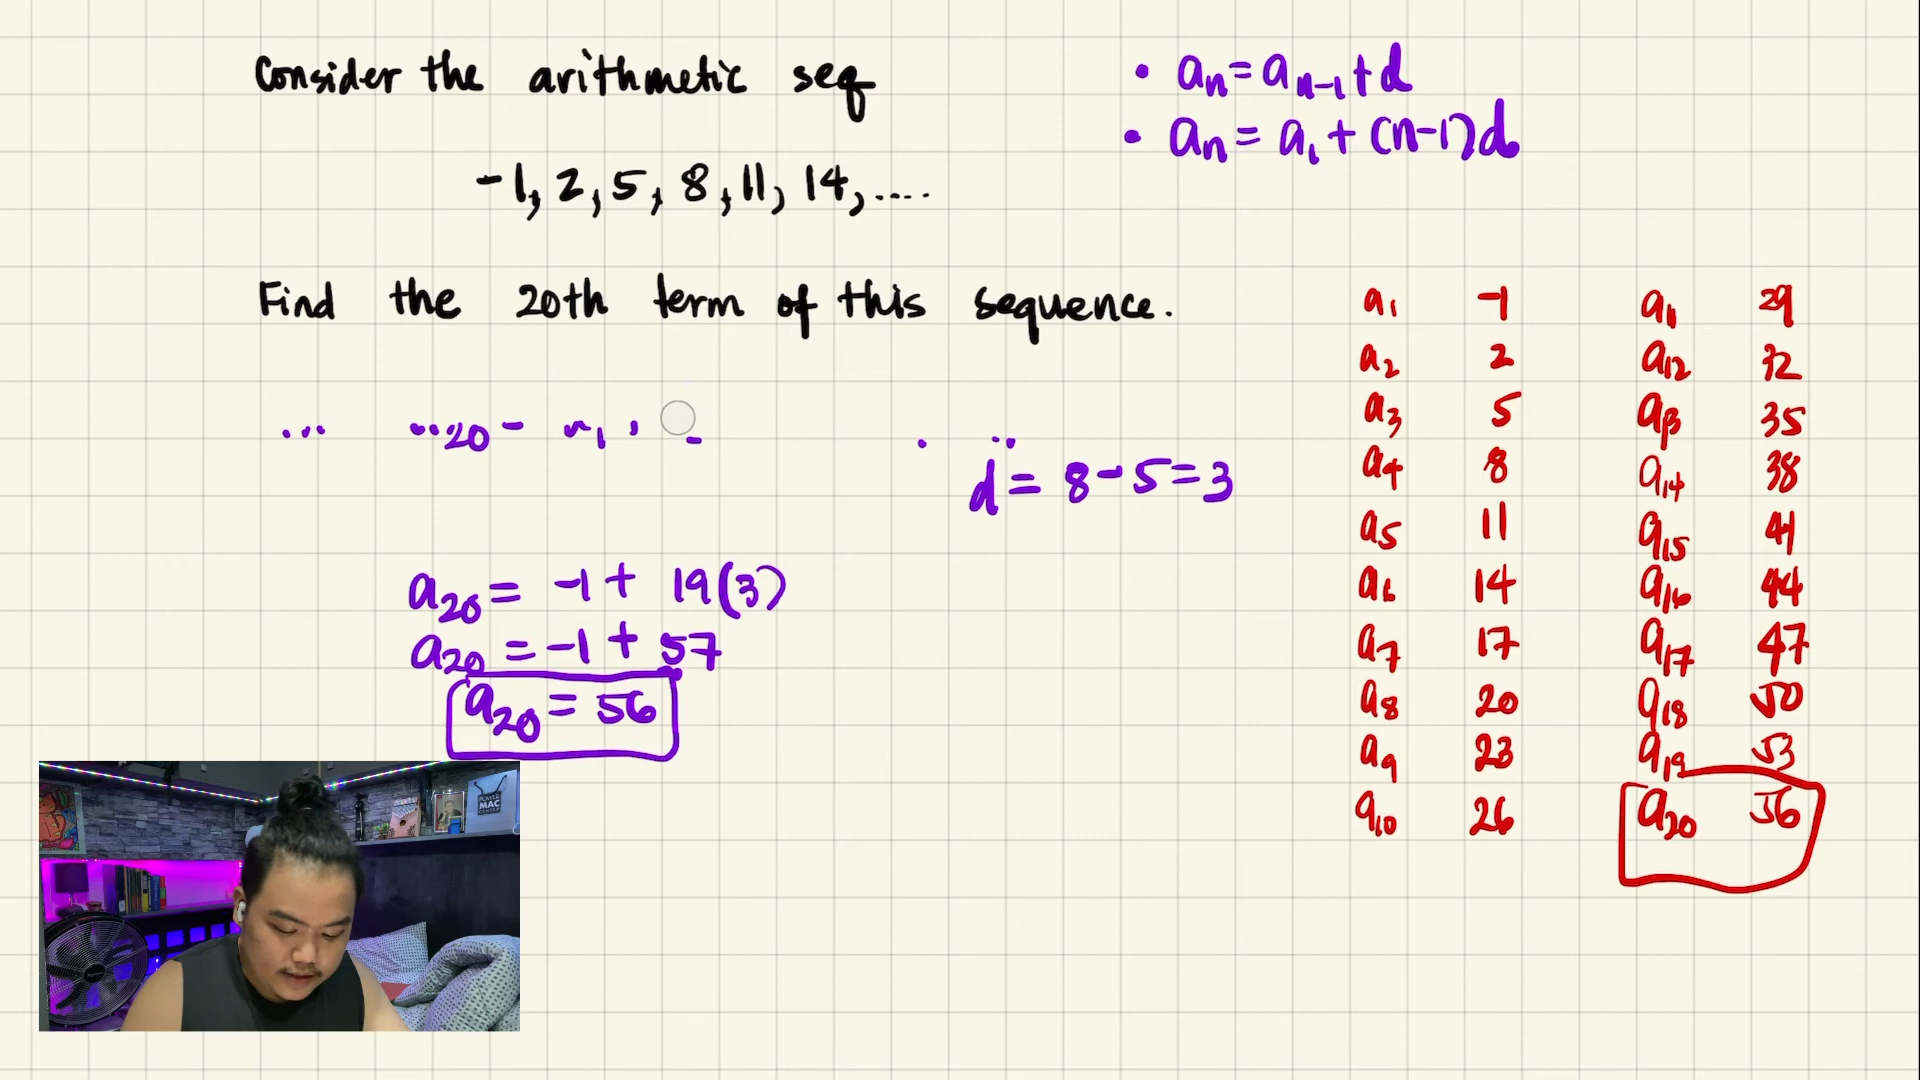 Consider the arithmetic seq
-1, 2, 5, 8, 11, 14, ....
• an = an-1 + d
• an = a1 + (n-1)d
Find the 20th term of this sequence.
d = 8 - 5 = 3
a20 = -1 + 19(3)
a20 = -1 + 57
a20 = 56
a1 -1
a2 2
a3 5
a4 8
a5 11
a6 14
a7 17
a8 20
a9 23
a10 26
a11 29
a12 32
a13 35
a14 38
a15 41
a16 44
a17 47
a18 50
a19 53
a20 56
POWER
MAC
CENTER